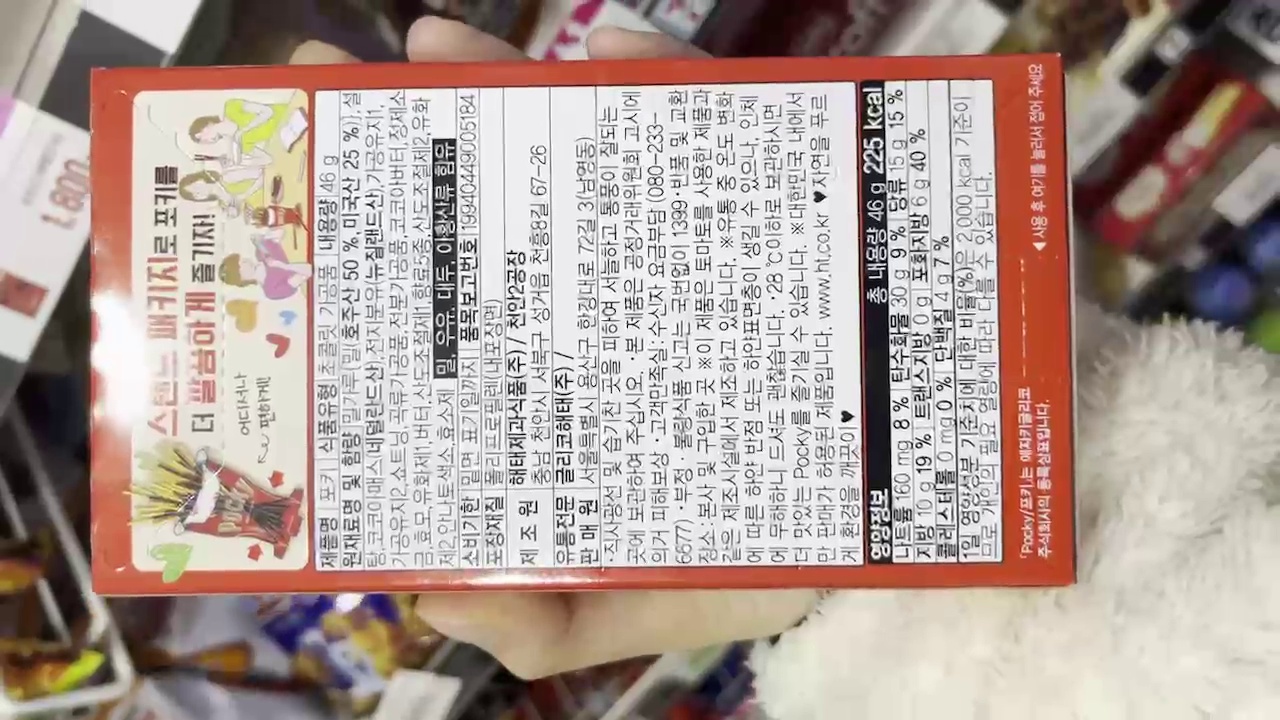 1,800
스탠드 패키지로 포키를
더 깔끔하게 즐기자!
Pocky
어디서나
편하게!
제품명 포키 식품유형 초콜릿 가공품 내용량 46 g
원재료명 및 함량 밀가루{밀(호주산 50 %,미국산 25 %)},설
탕,코코아매스(네덜란드산),전지분유(뉴질랜드산),가공유지1,
가공유지2,쇼트닝,곡류가공품,전분가공품,코코아버터,정제소
금,효모,유화제1,버터,산도조절제1,향료5종,산도조절제2,유화
제2,안나토색소,효소제 밀, 우유, 대두, 아황산류 함유
소비기한 밑면 표기일까지 품목보고번호 19940449005184
포장재질 폴리프로필렌(내포장면)
제 조 원 해태제과식품(주) / 천안2공장
충남 천안시 서북구 성거읍 천흥8길 67-26
유통전문 글리코해태(주) /
판 매 원 서울특별시 용산구 한강대로 72길 3(남영동)
·직사광선 및 습기찬 곳을 피하여 서늘하고 통풍이 잘되는
곳에 보관하여 주십시오. ·본 제품은 공정거래위원회 고시에
의거 피해보상 ·고객만족실:수신자 요금부담 (080-233-
6877) ·부정 · 불량식품 신고는 국번없이 1399·반품 및 교환
장소:본사 및 구입한 곳 ※이 제품은 토마토를 사용한 제품과
같은 제조시설에서 제조하고 있습니다. ※유통 중 온도 변화
에 따른 하얀 반점 또는 하얀표면층이 생길 수 있으나, 인체
에 무해하니 드셔도 괜찮습니다. ·28 ℃이하로 보관하시면
더 맛있는 Pocky를 즐기실 수 있습니다. ※대한민국 내에서
만 판매가 허용된 제품입니다. www.ht.co.kr ♥자연을 푸르
게 환경을 깨끗이♥
영양정보 총 내용량 46 g 225 kcal
나트륨 160 mg 8 % 탄수화물 30 g 9 % 당류 15 g 15 %
지방 10 g 19 % 트랜스지방 0 g 포화지방 6 g 40 %
콜레스테롤 0 mg 0 % 단백질 4 g 7 %
1일 영양성분 기준치에 대한 비율(%)은 2,000 kcal 기준이
므로 개인의 필요 열량에 따라 다를 수 있습니다.
「Pocky/포키」는 에자키글리코
주식회사의 등록상표입니다.
◀ 사용 후 여기를 눌러서 접어 주세요